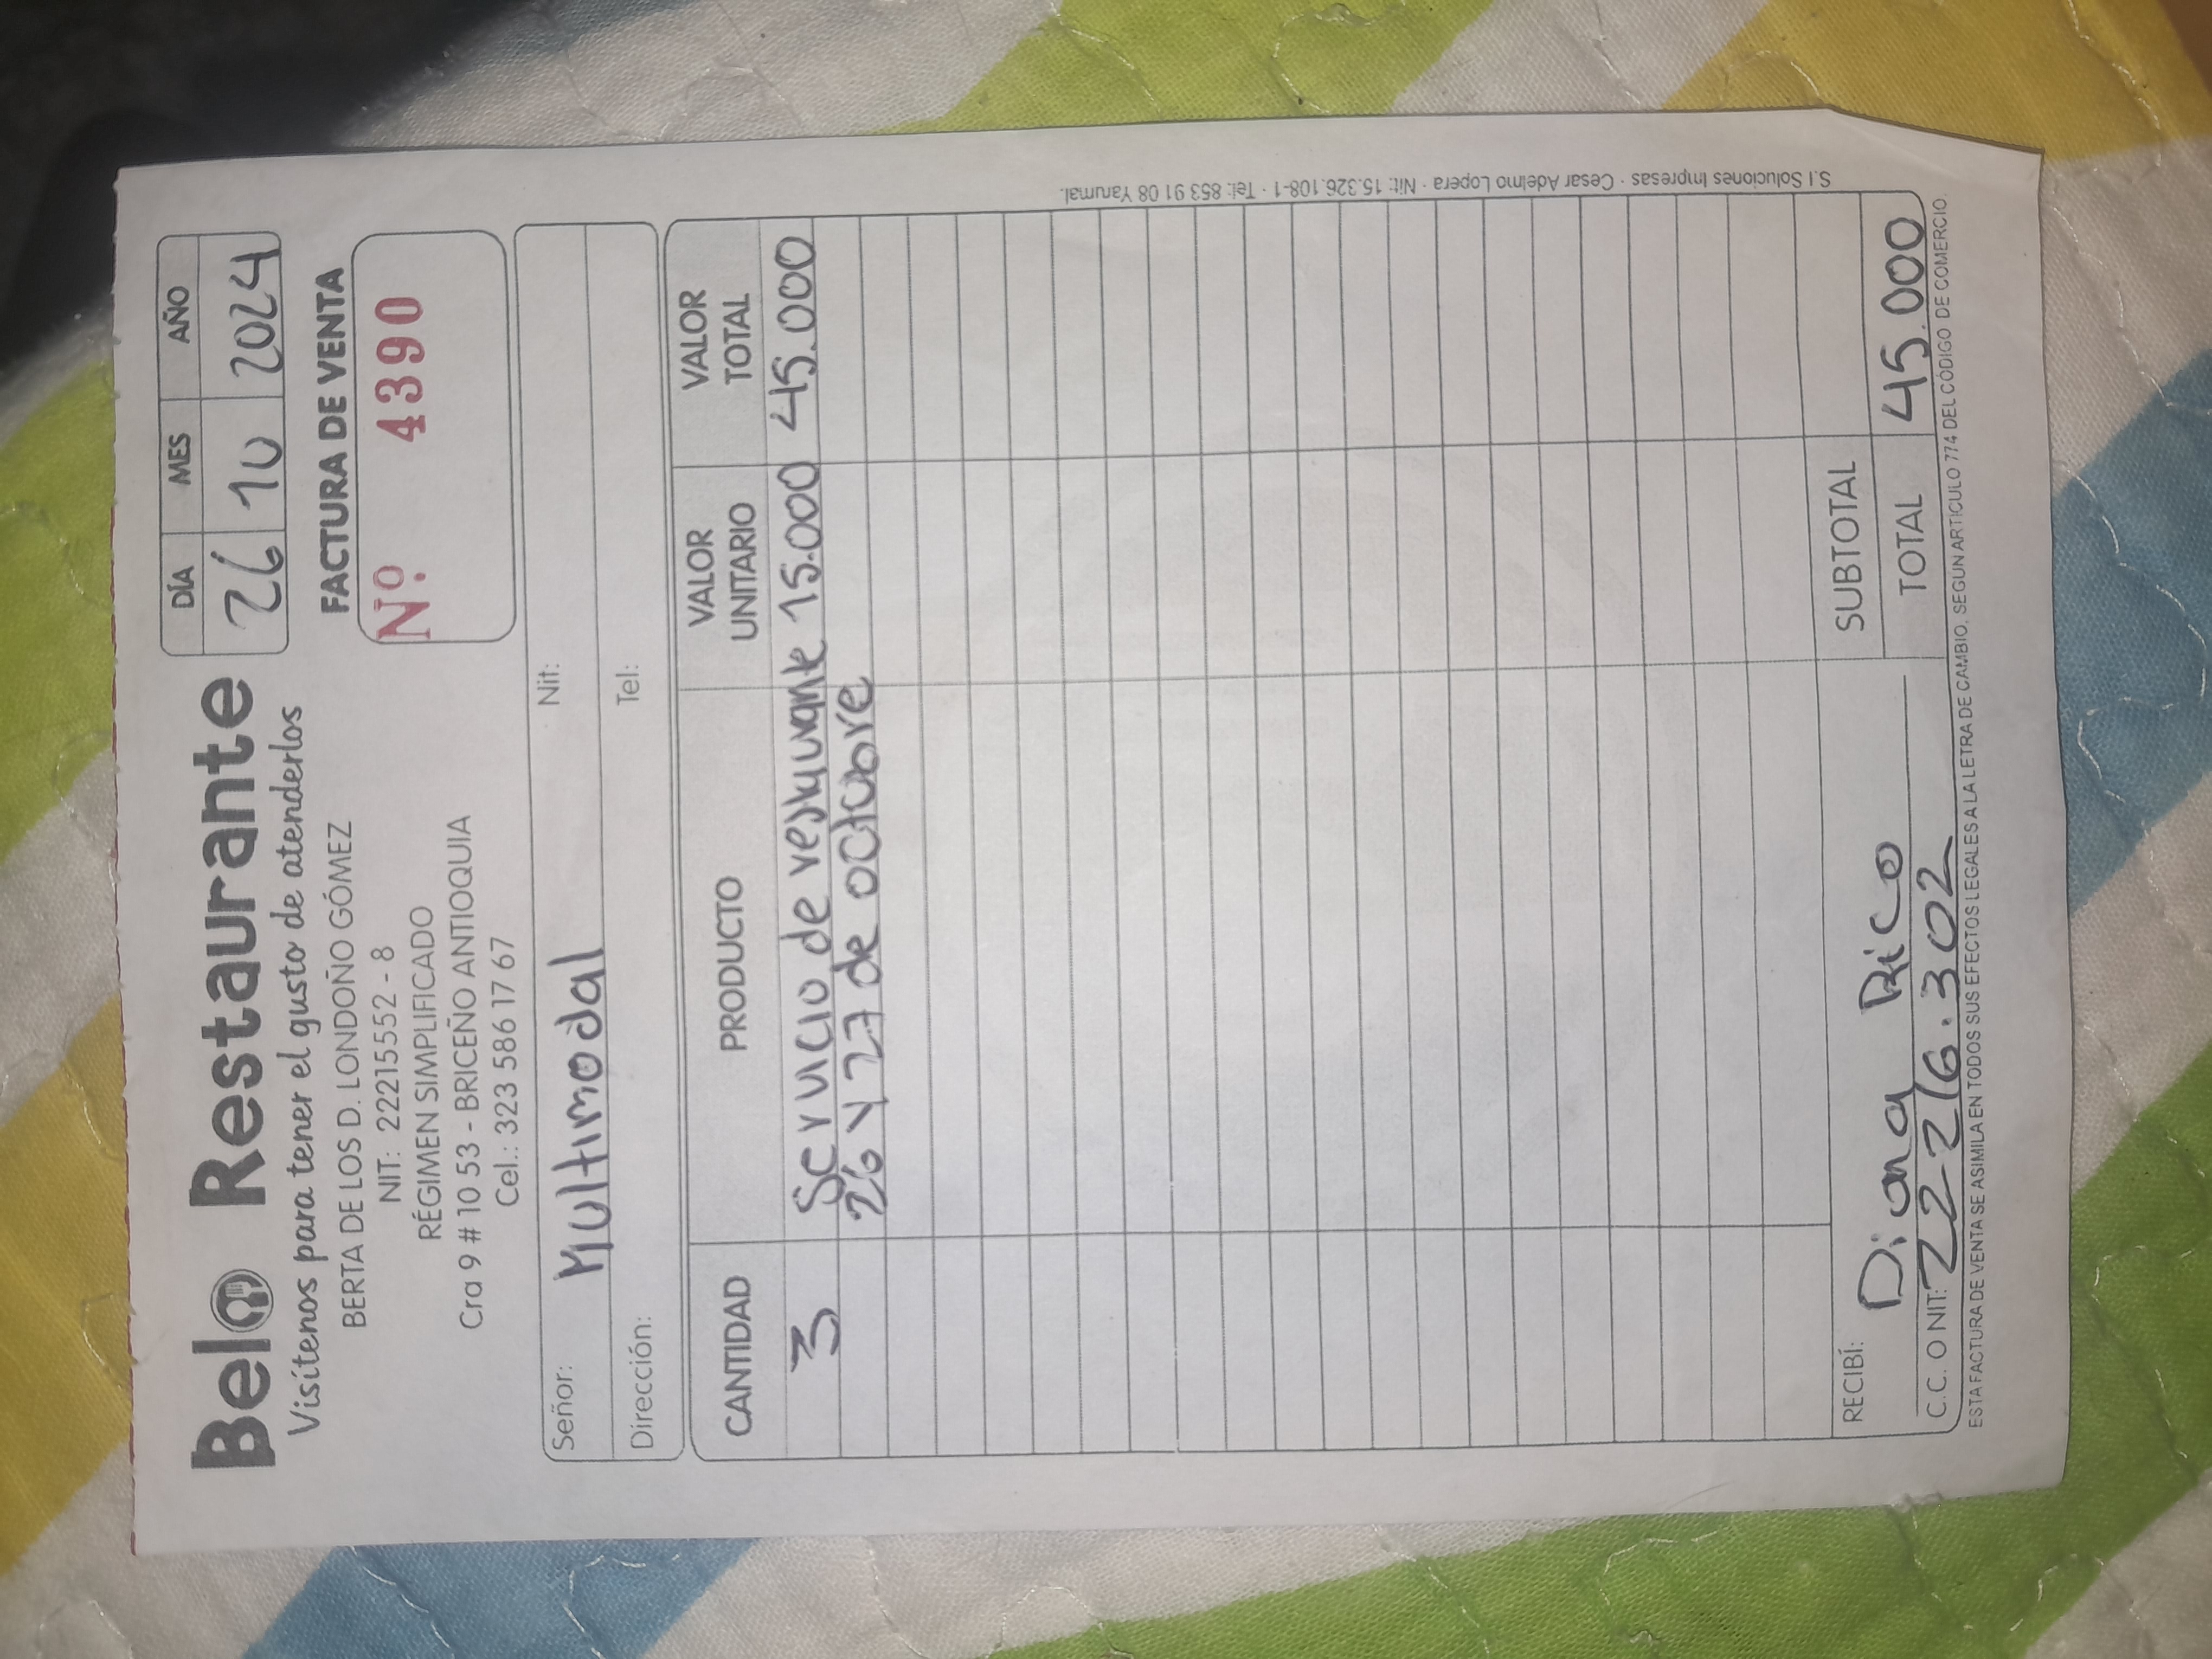 Belo Restaurante
Visítenos para tener el gusto de atenderlos
BERTA DE LOS D. LONDOÑO GÓMEZ
NIT: 22215552 - 8
RÉGIMEN SIMPLIFICADO
Cra 9 # 10 53 - BRICEÑO ANTIOQUIA
Cel.: 323 586 17 67
DÍA MES AÑO
26 10 2024
FACTURA DE VENTA
Nº. 4390
Señor: Multimodal Nit:
Dirección: Tel:
CANTIDAD PRODUCTO VALOR UNITARIO VALOR TOTAL
3 Servicio de restaurante 15.000 45.000
26 y 27 de octubre
SUBTOTAL
RECIBÍ: Diana Rico TOTAL 45.000
C.C. O NIT: 22216.302
ESTA FACTURA DE VENTA SE ASIMILA EN TODOS SUS EFECTOS LEGALES A LA LETRA DE CAMBIO, SEGÚN ARTICULO 774 DEL CÓDIGO DE COMERCIO.
S.I Soluciones Impresas · Cesar Adelmo Lopera · Nit: 15.326.108-1 · Tel: 853 91 08 Yarumal.